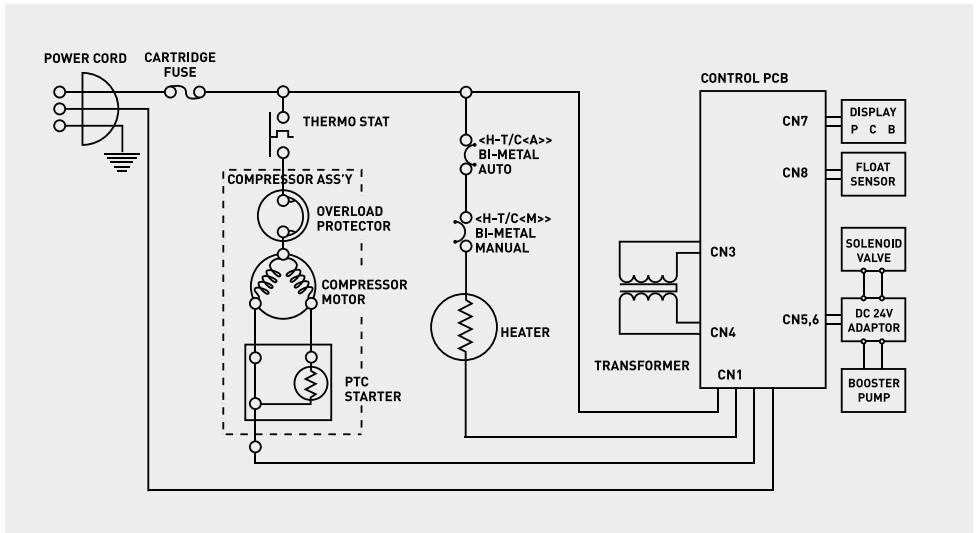 POWER CORD
CARTRIDGE
FUSE
THERMO STAT
COMPRESSOR ASS'Y
OVERLOAD
PROTECTOR
COMPRESSOR
MOTOR
PTC
STARTER
<H-T/C<A>>
BI-METAL
AUTO
<H-T/C<M>>
BI-METAL
MANUAL
HEATER
TRANSFORMER
CONTROL PCB
CN7
CN8
CN3
CN4
CN5,6
CN1
DISPLAY
P C B
FLOAT
SENSOR
SOLENOID
VALVE
DC 24V
ADAPTOR
BOOSTER
PUMP